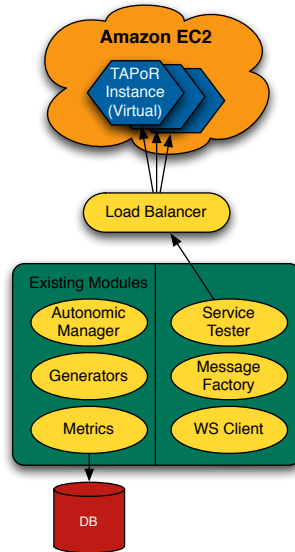 Amazon EC2
TAPoR
Instance
(Virtual)
Load Balancer
Existing Modules
Autonomic
Manager
Service
Tester
Generators
Message
Factory
Metrics
WS Client
DB